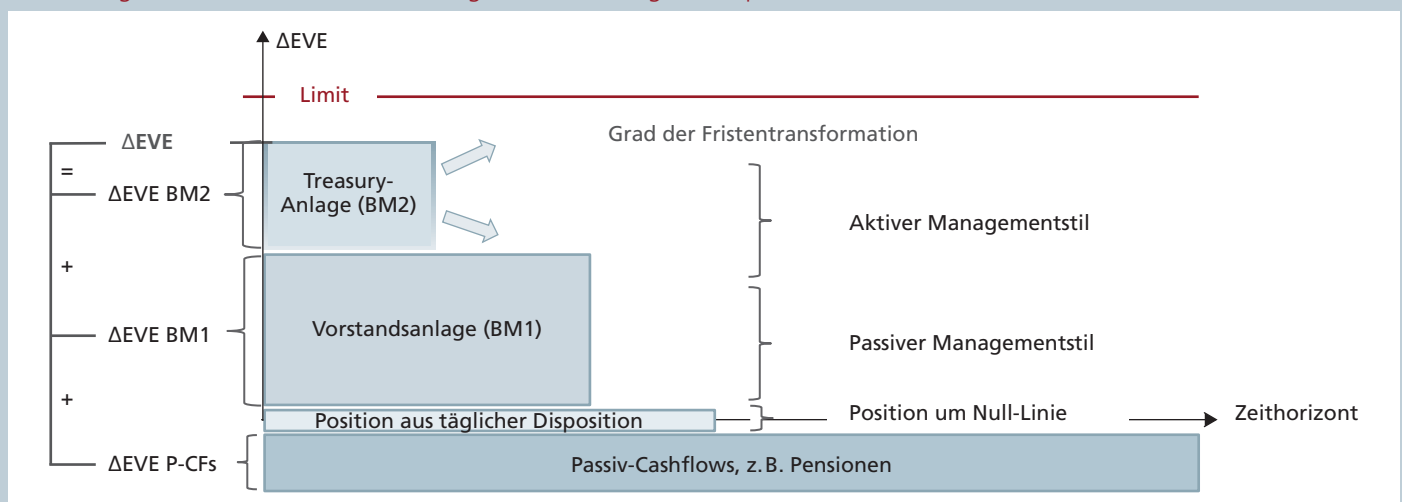 ΔEVE
Limit
ΔEVE
Grad der Fristentransformation
=
Treasury-
Anlage (BM2)
ΔEVE BM2
Aktiver Managementstil
+
Vorstandsanlage (BM1)
ΔEVE BM1
Passiver Managementstil
+
Position aus täglicher Disposition
Position um Null-Linie
Zeithorizont
ΔEVE P-CFs
Passiv-Cashflows, z. B. Pensionen